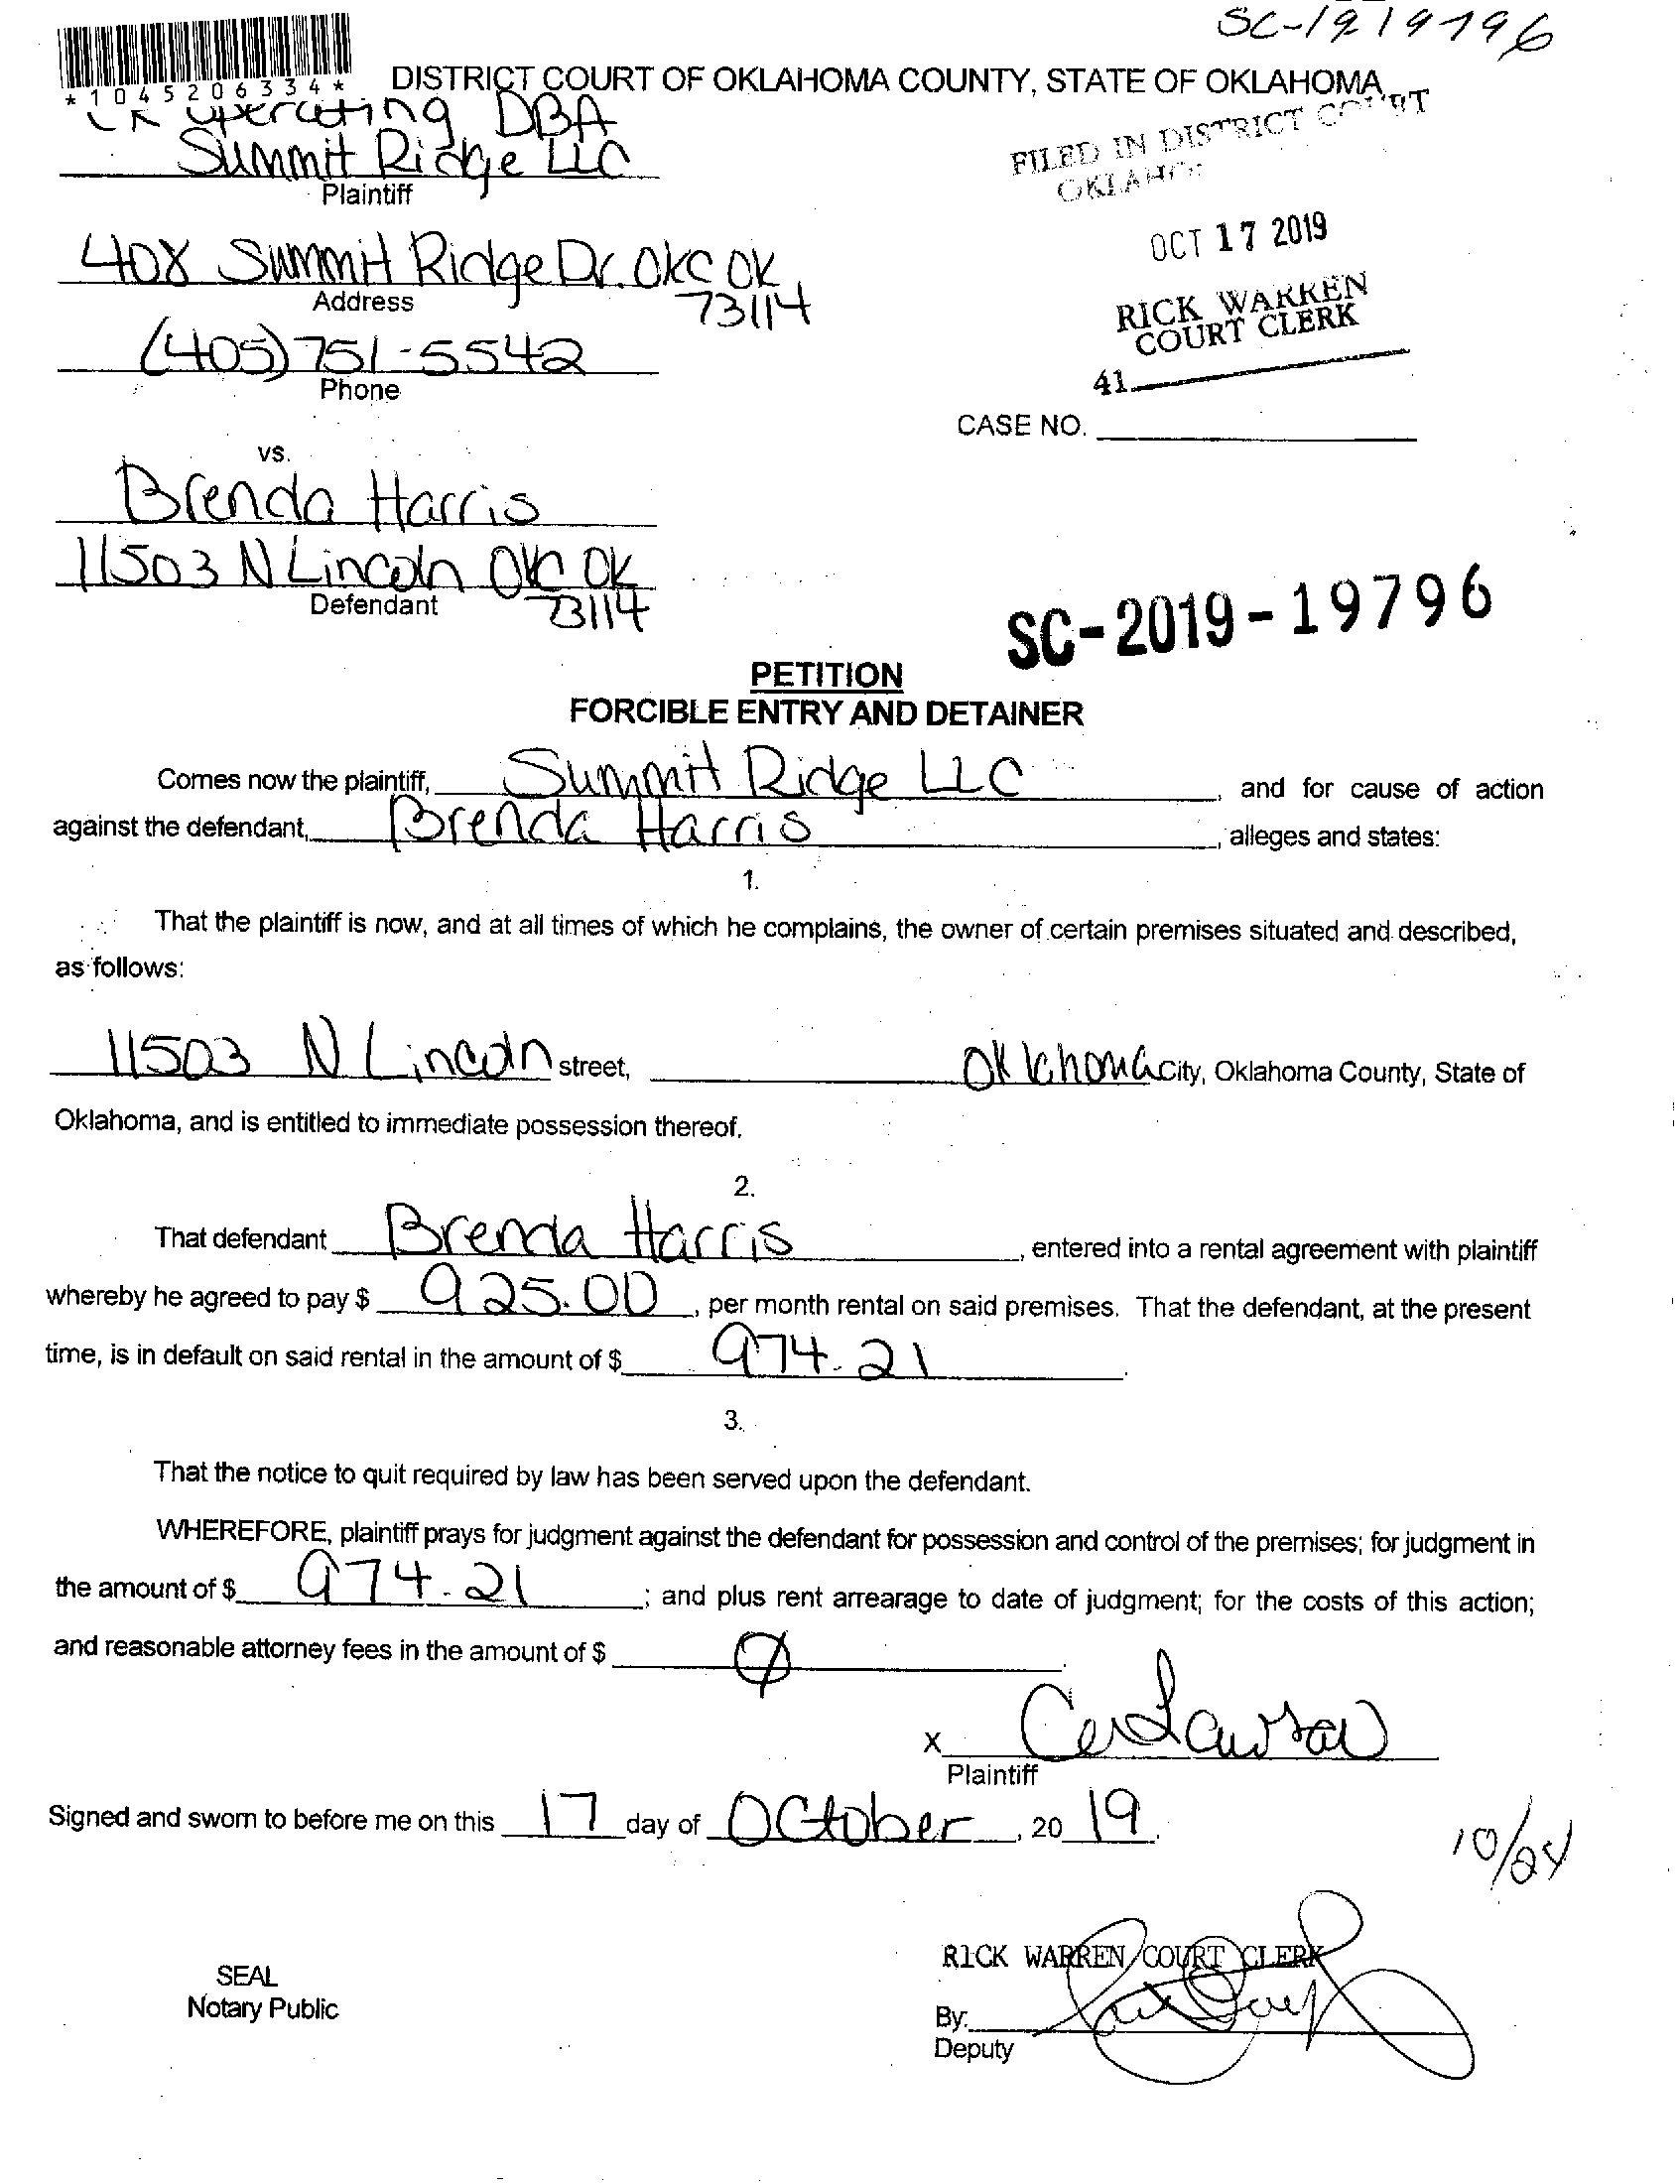 SC-1919796
*1045206334*
DISTRICT COURT OF OKLAHOMA COUNTY, STATE OF OKLAHOMA
operating DBA
Summit Ridge LLC
Plaintiff
FILED IN DISTRICT COURT
408 Summit Ridge Dr. OKC OK
73114
Address
OCT 17 2019
RICK WARREN
COURT CLERK
(405) 751-5542
Phone
41
CASE NO.
vs.
Brenda Harris
11503 N Lincoln OKC OK
73114
Defendant
SC-2019-19796
PETITION
FORCIBLE ENTRY AND DETAINER
Comes now the plaintiff, Summit Ridge LLC, and for cause of action
against the defendant, Brenda Harris, alleges and states:
1.
That the plaintiff is now, and at all times of which he complains, the owner of certain premises situated and described,
as follows:
11503 N Lincoln street, Oklahoma City, Oklahoma County, State of
Oklahoma, and is entitled to immediate possession thereof.
2.
That defendant Brenda Harris, entered into a rental agreement with plaintiff
whereby he agreed to pay $ 925.00, per month rental on said premises. That the defendant, at the present
time, is in default on said rental in the amount of $ 974.21.
3.
That the notice to quit required by law has been served upon the defendant.
WHEREFORE, plaintiff prays for judgment against the defendant for possession and control of the premises; for judgment in
the amount of $ 974.21; and plus rent arrearage to date of judgment; for the costs of this action;
and reasonable attorney fees in the amount of $ Ø.
X
Plaintiff
Signed and sworn to before me on this 17 day of October, 20 19.
10/24
RICK WARREN COURT CLERK
SEAL
Notary Public
By:
Deputy